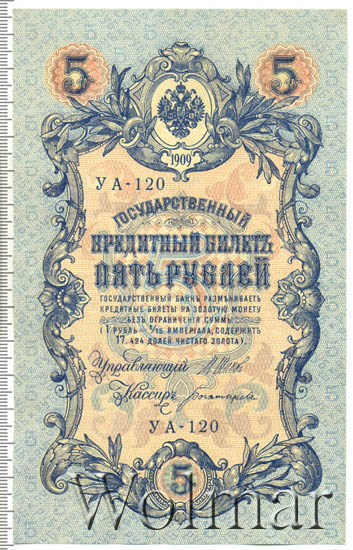 5 5
1909
УА-120
ГОСУДАРСТВЕННЫЙ
КРЕДИТНЫЙ БИЛЕТЪ
ПЯТЬ РУБЛЕЙ
ГОСУДАРСТВЕННЫЙ БАНКЪ РАЗМѢНИВАЕТЪ
КРЕДИТНЫЕ БИЛЕТЫ НА ЗОЛОТУЮ МОНЕТУ
БЕЗЪ ОГРАНИЧЕНІЯ СУММЫ
(1 РУБЛЬ = 1/15 ИМПЕРІАЛА, СОДЕРЖИТЪ
17,424 ДОЛЕЙ ЧИСТАГО ЗОЛОТА).
Управляющій
Кассиръ
УА-120
5
Wolmar